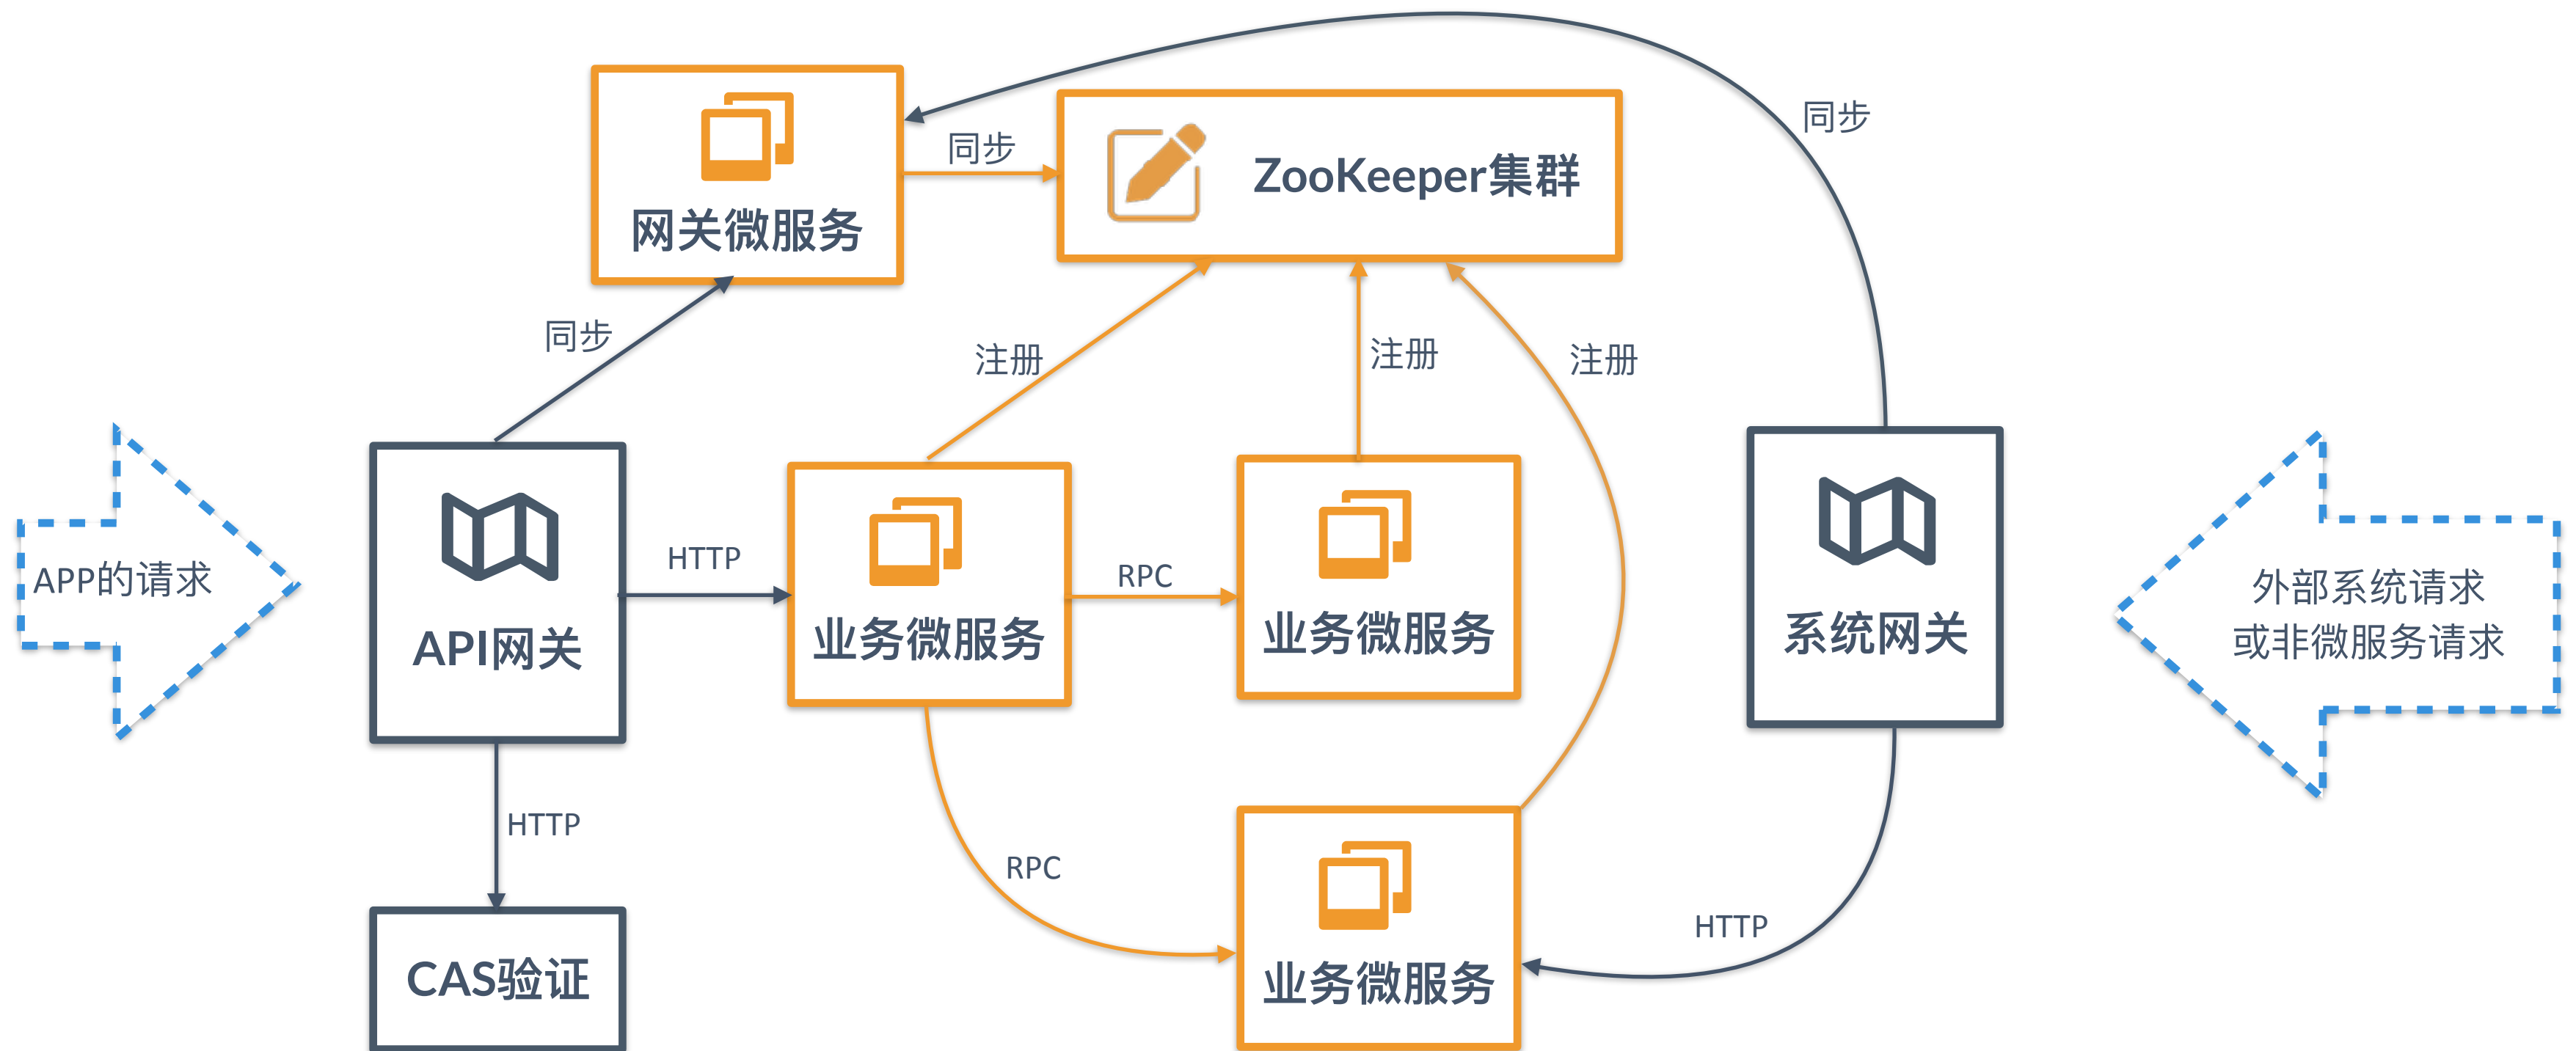 同步
同步
ZooKeeper集群
网关微服务
同步
注册
注册
注册
APP的请求
HTTP
RPC
外部系统请求
或非微服务请求
API网关
业务微服务
业务微服务
系统网关
HTTP
RPC
HTTP
CAS验证
业务微服务